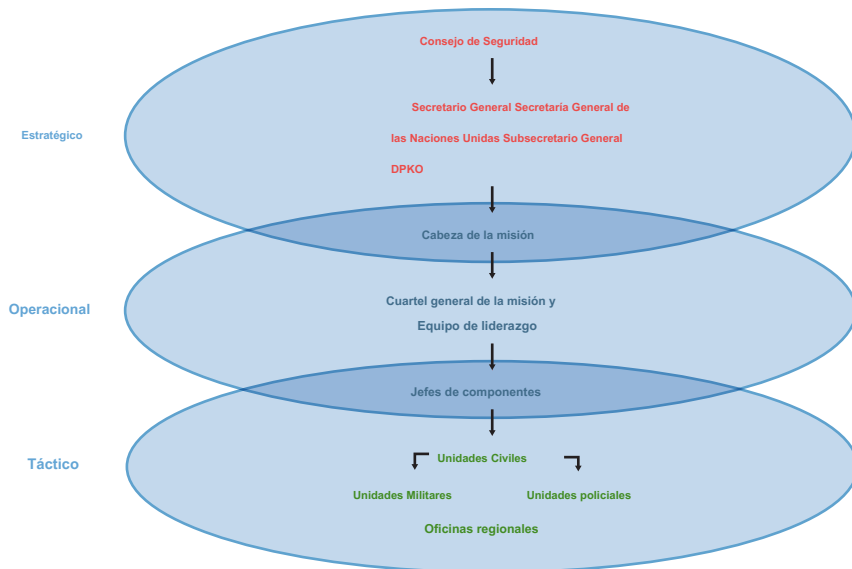 Consejo de Seguridad
Estratégico
Secretario General Secretaría General de
las Naciones Unidas Subsecretario General
DPKO
Cabeza de la misión
Operacional
Cuartel general de la misión y
Equipo de liderazgo
Jefes de componentes
Táctico
Unidades Civiles
Unidades Militares
Unidades policiales
Oficinas regionales